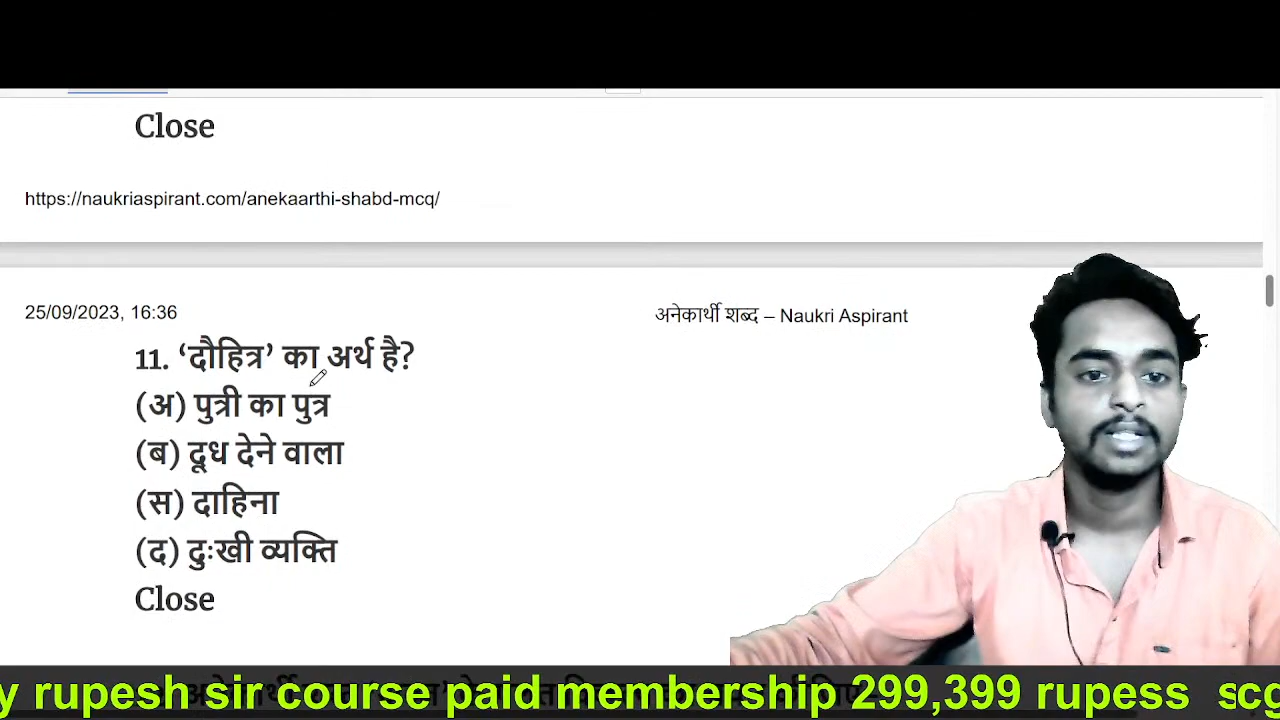 Close
https://naukriaspirant.com/anekaarthi-shabd-mcq/
25/09/2023, 16:36
अनेकार्थी शब्द – Naukri Aspirant
11. ‘दौहित्र’ का अर्थ है?
(अ) पुत्री का पुत्र
(ब) दूध देने वाला
(स) दाहिना
(द) दुःखी व्यक्ति
Close
y rupesh sir course paid membership 299,399 rupess scg